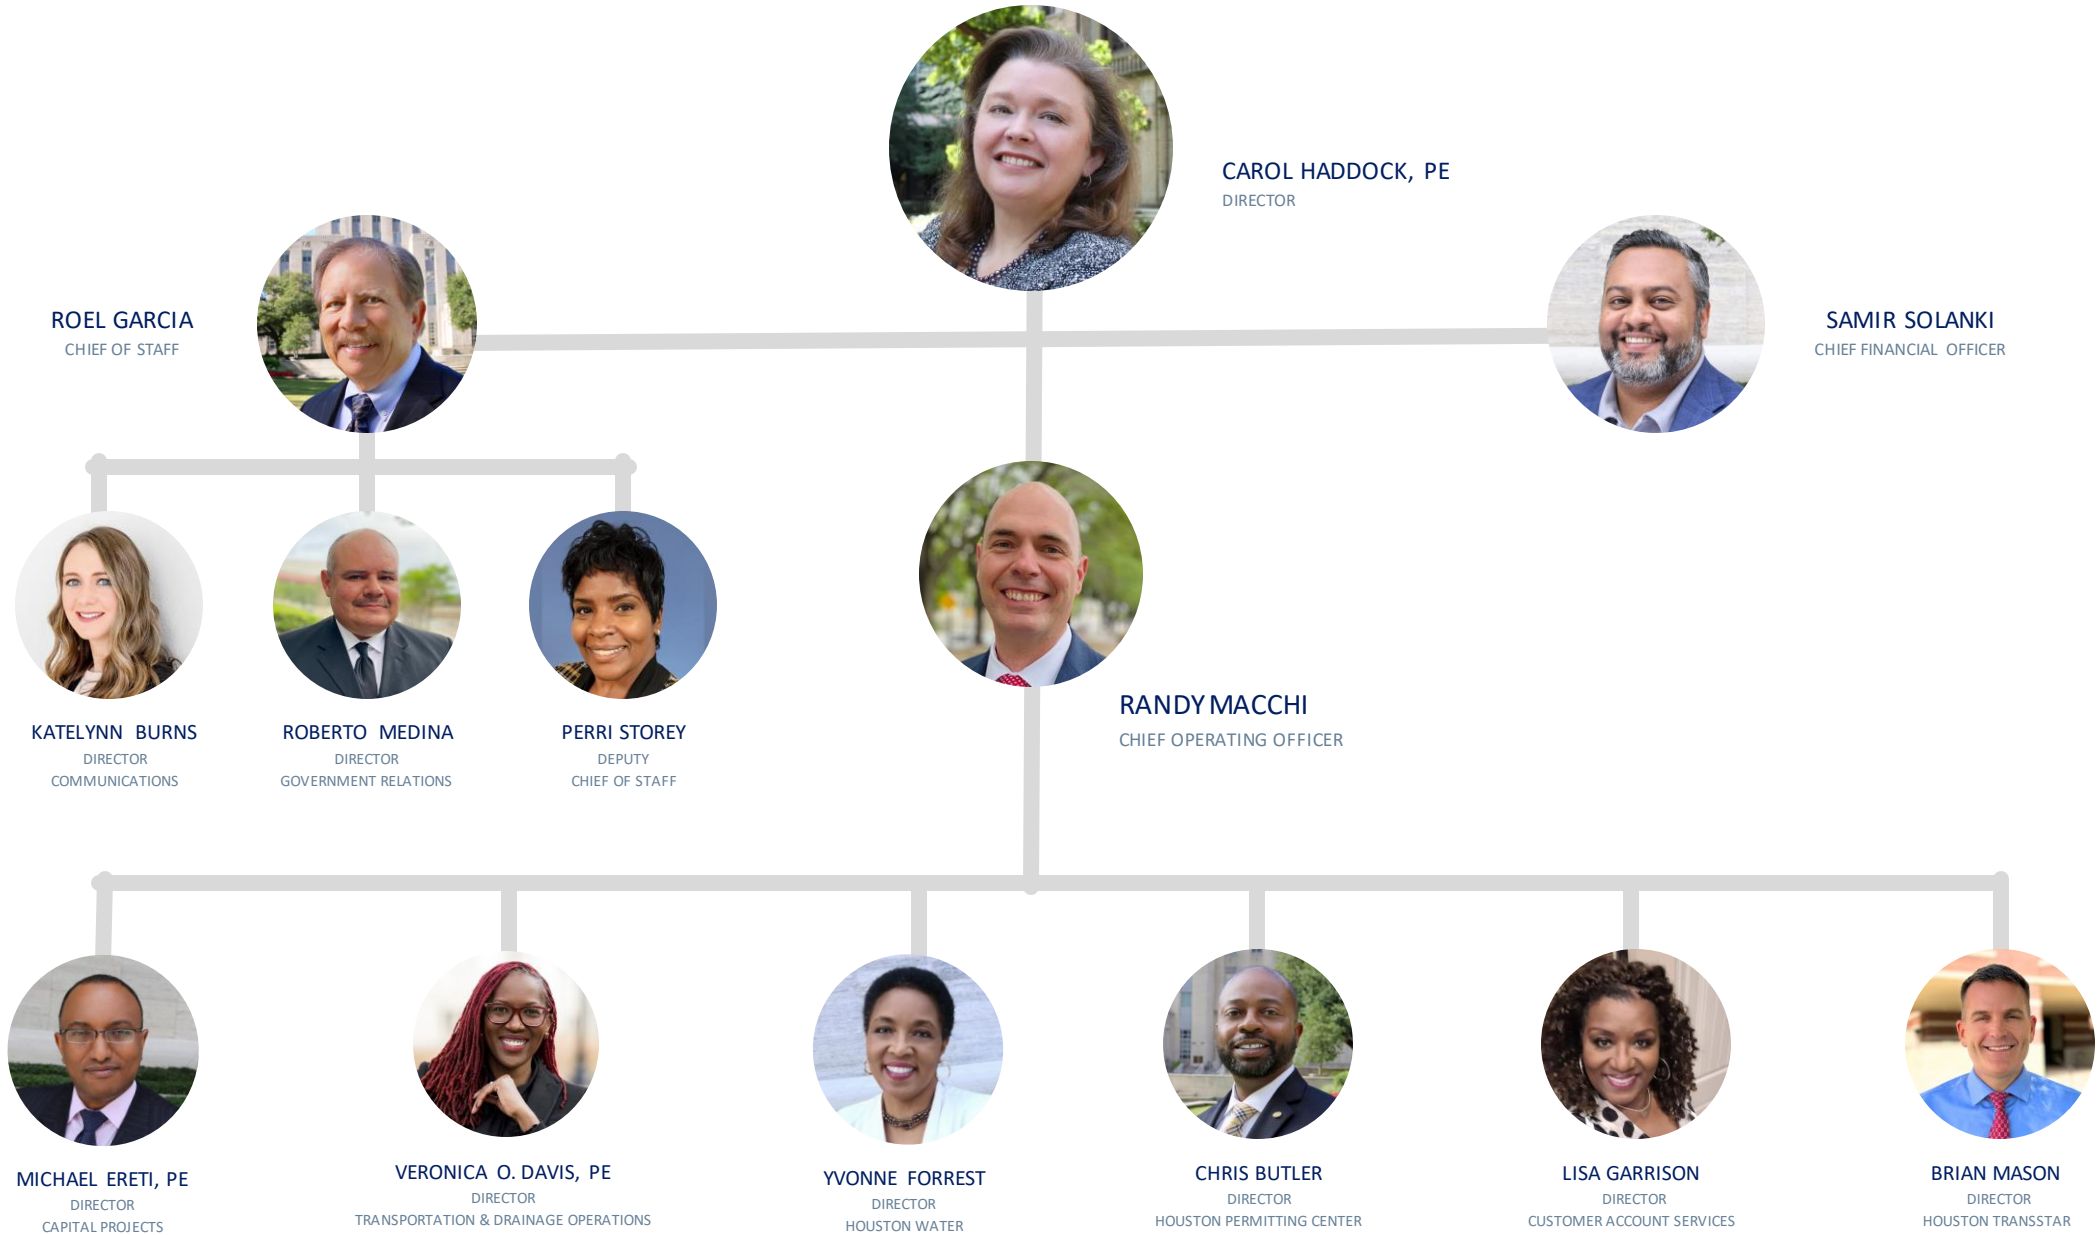 CAROL HADDOCK, PE
DIRECTOR
ROEL GARCIA
CHIEF OF STAFF
SAMIR SOLANKI
CHIEF FINANCIAL OFFICER
KATELYNN BURNS
DIRECTOR
COMMUNICATIONS
ROBERTO MEDINA
DIRECTOR
GOVERNMENT RELATIONS
PERRI STOREY
DEPUTY
CHIEF OF STAFF
RANDY MACCHI
CHIEF OPERATING OFFICER
MICHAEL ERETI, PE
DIRECTOR
CAPITAL PROJECTS
VERONICA O. DAVIS, PE
DIRECTOR
TRANSPORTATION & DRAINAGE OPERATIONS
YVONNE FORREST
DIRECTOR
HOUSTON WATER
CHRIS BUTLER
DIRECTOR
HOUSTON PERMITTING CENTER
LISA GARRISON
DIRECTOR
CUSTOMER ACCOUNT SERVICES
BRIAN MASON
DIRECTOR
HOUSTON TRANSSTAR